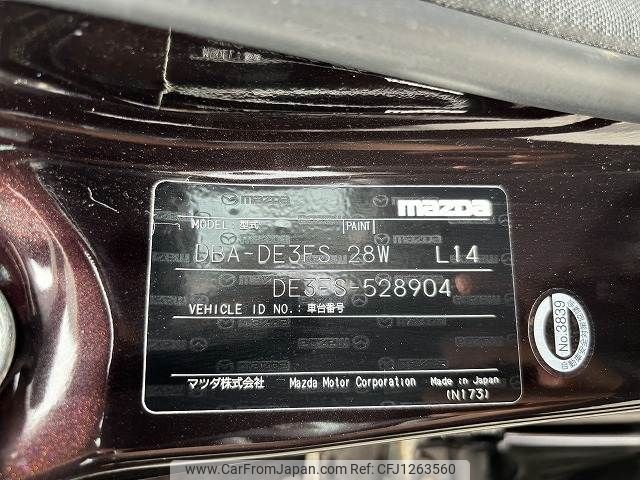 mazda
mazda
MODEL: 型式 PAINT
DBA-DE3FS 28W L14
DE3FS-528904
VEHICLE ID NO.: 車台番号
マツダ株式会社 Mazda Motor Corporation Made in Japan
(N173)
No.3839
www.CarFromJapan.com | CFJ1263560